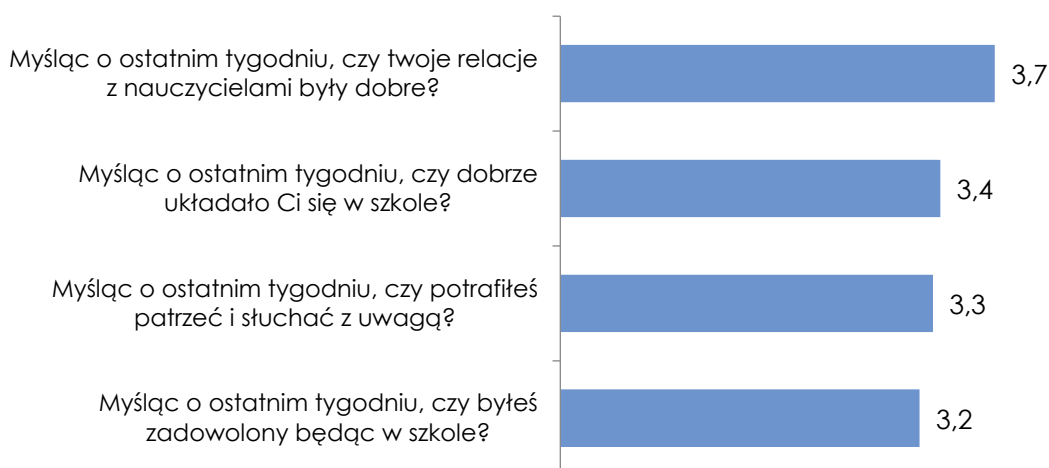 Myśląc o ostatnim tygodniu, czy twoje relacje
z nauczycielami były dobre?
3,7
Myśląc o ostatnim tygodniu, czy dobrze
układało Ci się w szkole?
3,4
Myśląc o ostatnim tygodniu, czy potrafiłeś
patrzeć i słuchać z uwagą?
3,3
Myśląc o ostatnim tygodniu, czy byłeś
zadowolony będąc w szkole?
3,2